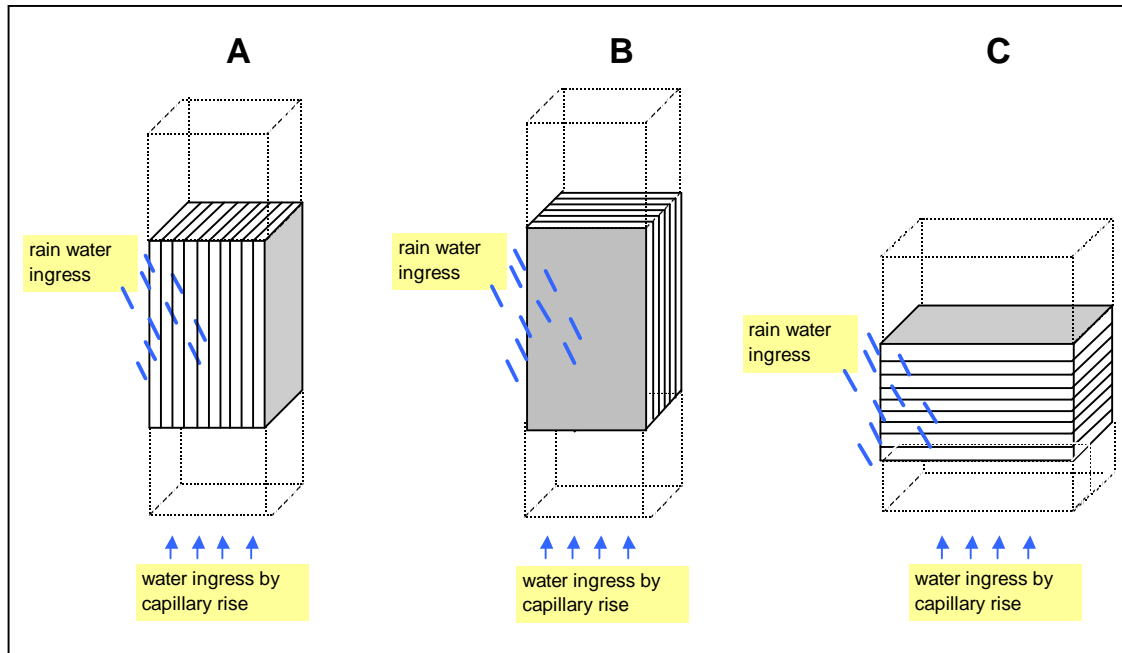 A
B
C
rain water
ingress
rain water
ingress
rain water
ingress
water ingress by
capillary rise
water ingress by
capillary rise
water ingress by
capillary rise